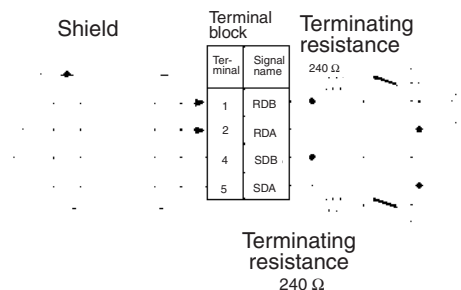 Shield
Terminal
block
Terminating
resistance
240 Ω
Ter-
minal
Signal
name
1 RDB
2 RDA
4 SDB
5 SDA
Terminating
resistance
240 Ω